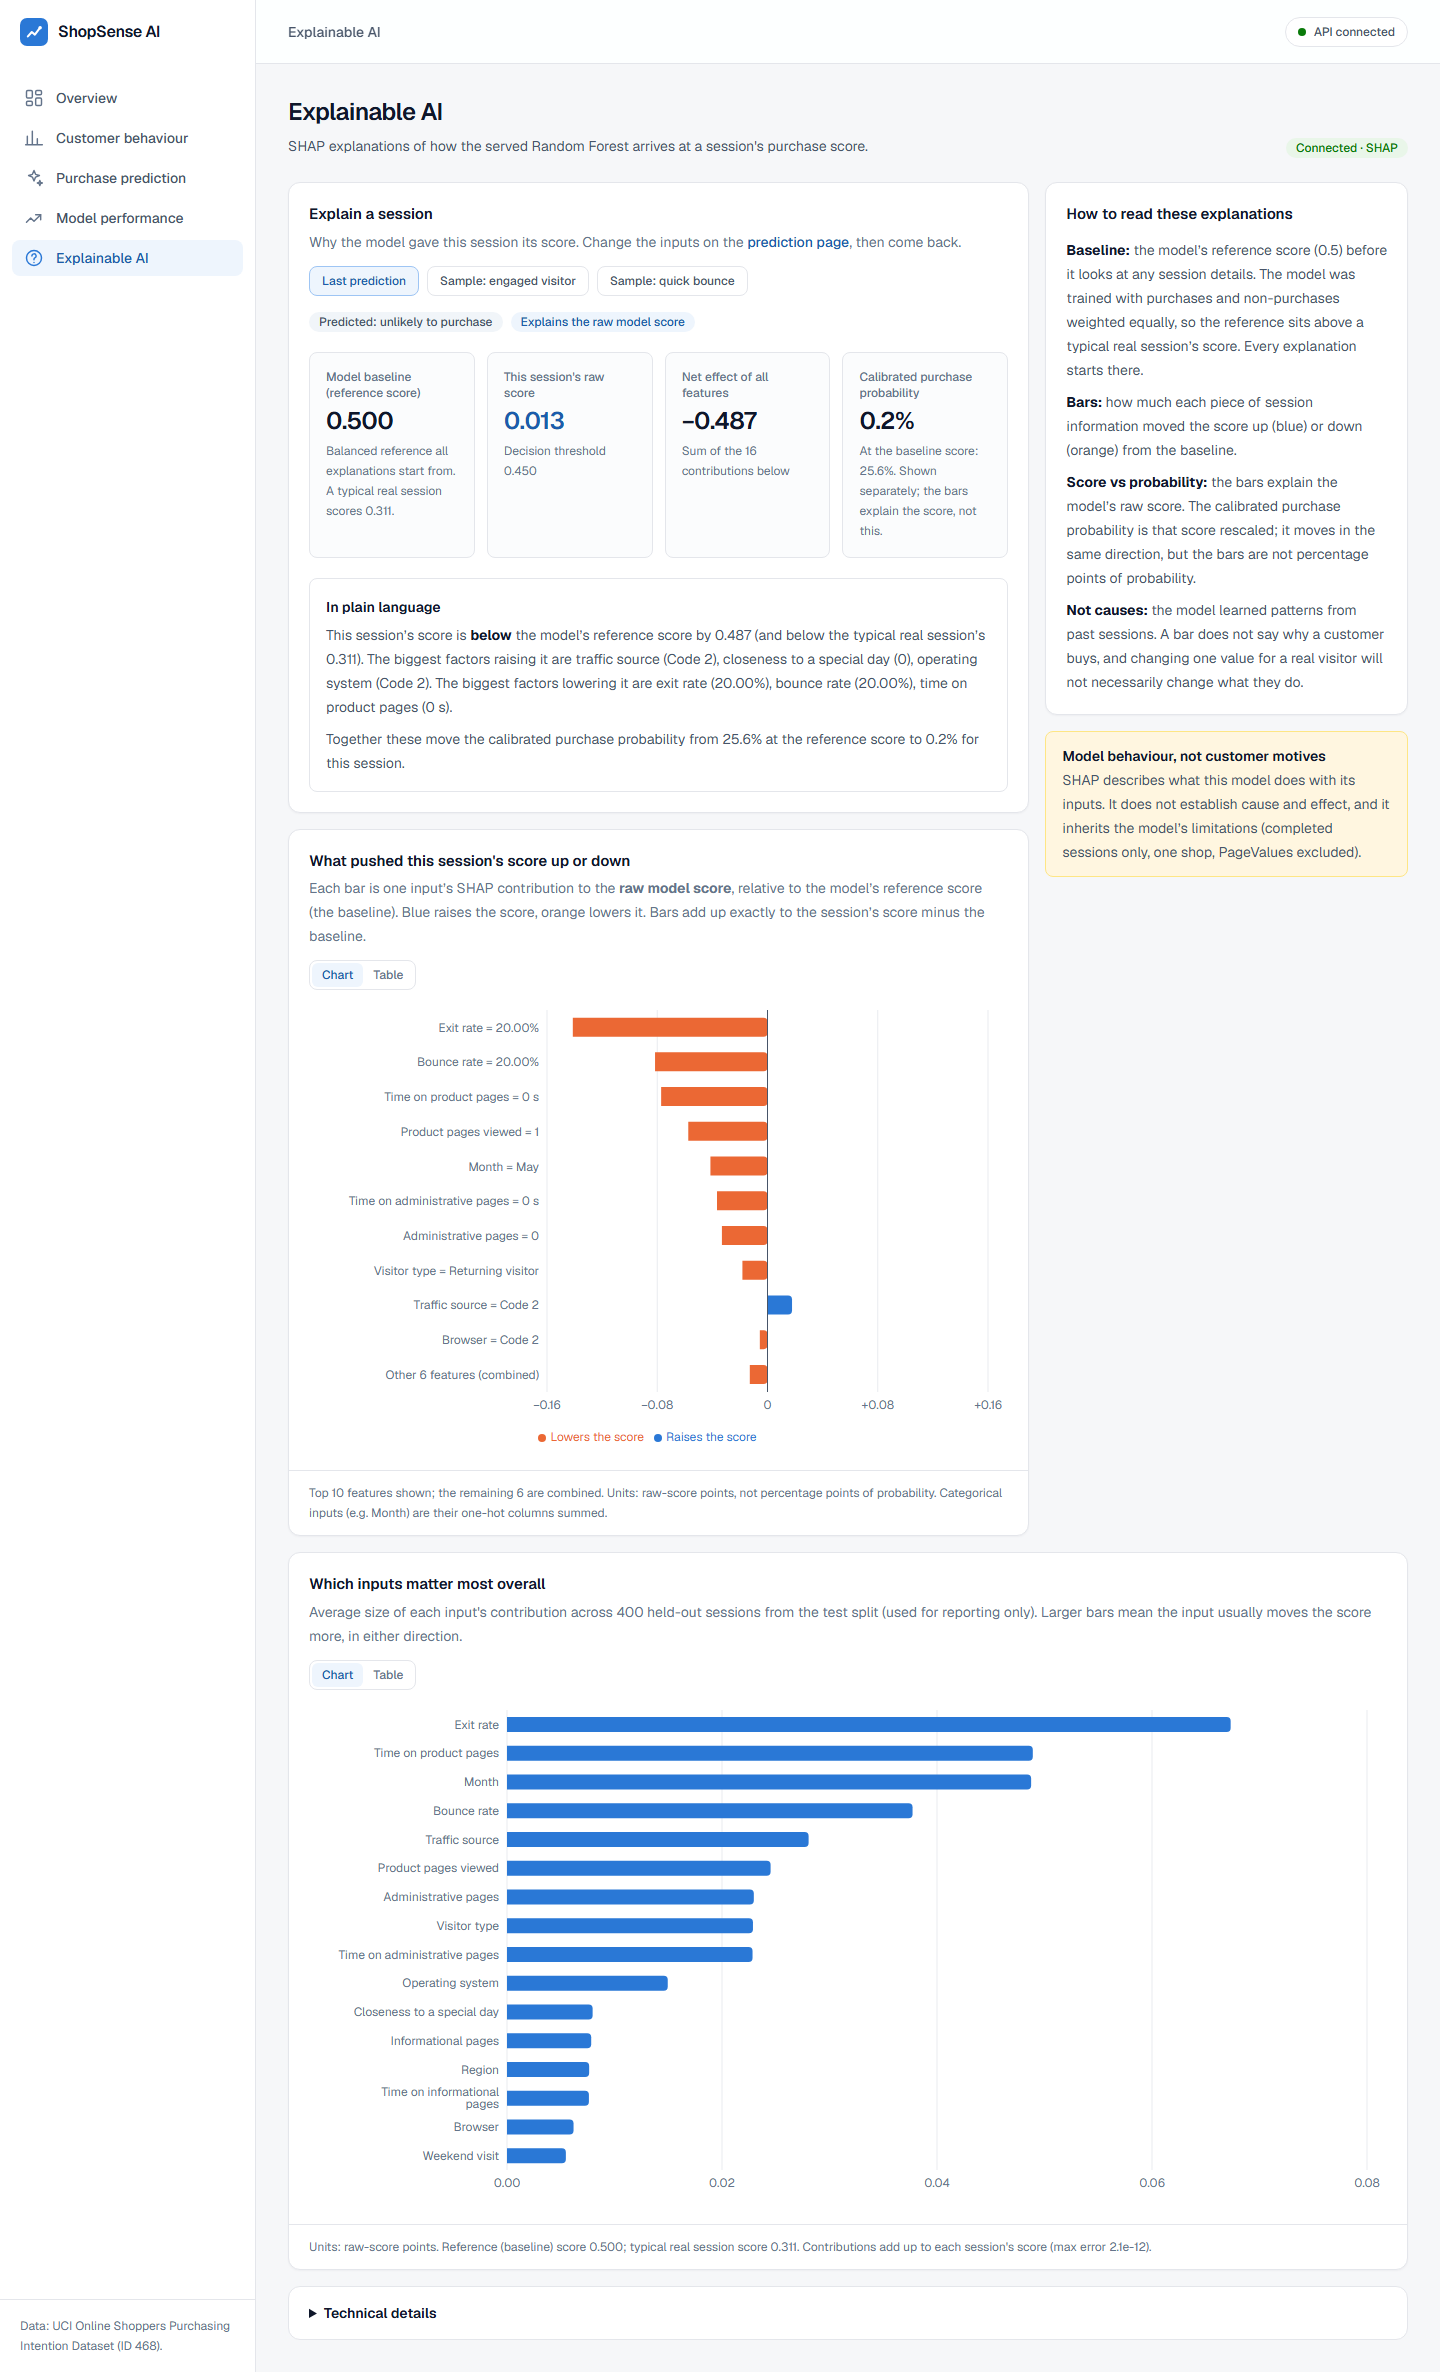 ShopSense AI
Overview
Customer behaviour
Purchase prediction
Model performance
Explainable AI
Data: UCI Online Shoppers Purchasing
Intention Dataset (ID 468).
Explainable AI
API connected
Explainable AI
SHAP explanations of how the served Random Forest arrives at a session's purchase score.
Connected · SHAP
Explain a session
Why the model gave this session its score. Change the inputs on the prediction page, then come back.
Last prediction
Sample: engaged visitor
Sample: quick bounce
Predicted: unlikely to purchase
Explains the raw model score
Model baseline
(reference score)
0.500
Balanced reference all
explanations start from.
A typical real session
scores 0.311.
This session's raw
score
0.013
Decision threshold
0.450
Net effect of all
features
−0.487
Sum of the 16
contributions below
Calibrated purchase
probability
0.2%
At the baseline score:
25.6%. Shown
separately; the bars
explain the score, not
this.
In plain language
This session's score is below the model's reference score by 0.487 (and below the typical real session's
0.311). The biggest factors raising it are traffic source (Code 2), closeness to a special day (0), operating
system (Code 2). The biggest factors lowering it are exit rate (20.00%), bounce rate (20.00%), time on
product pages (0 s).
Together these move the calibrated purchase probability from 25.6% at the reference score to 0.2% for
this session.
How to read these explanations
Baseline: the model's reference score (0.5) before
it looks at any session details. The model was
trained with purchases and non-purchases
weighted equally, so the reference sits above a
typical real session's score. Every explanation
starts there.
Bars: how much each piece of session
information moved the score up (blue) or down
(orange) from the baseline.
Score vs probability: the bars explain the
model's raw score. The calibrated purchase
probability is that score rescaled; it moves in the
same direction, but the bars are not percentage
points of probability.
Not causes: the model learned patterns from
past sessions. A bar does not say why a customer
buys, and changing one value for a real visitor will
not necessarily change what they do.
Model behaviour, not customer motives
SHAP describes what this model does with its
inputs. It does not establish cause and effect, and it
inherits the model's limitations (completed
sessions only, one shop, PageValues excluded).
What pushed this session's score up or down
Each bar is one input's SHAP contribution to the raw model score, relative to the model's reference score
(the baseline). Blue raises the score, orange lowers it. Bars add up exactly to the session's score minus the
baseline.
Chart
Table
Exit rate = 20.00%
Bounce rate = 20.00%
Time on product pages = 0 s
Product pages viewed = 1
Month = May
Time on administrative pages = 0 s
Administrative pages = 0
Visitor type = Returning visitor
Traffic source = Code 2
Browser = Code 2
Other 6 features (combined)
−0.16
−0.08
0
+0.08
+0.16
Lowers the score
Raises the score
Top 10 features shown; the remaining 6 are combined. Units: raw-score points, not percentage points of probability. Categorical
inputs (e.g. Month) are their one-hot columns summed.
Which inputs matter most overall
Average size of each input's contribution across 400 held-out sessions from the test split (used for reporting only). Larger bars mean the input usually moves the score
more, in either direction.
Chart
Table
Exit rate
Time on product pages
Month
Bounce rate
Traffic source
Product pages viewed
Administrative pages
Visitor type
Time on administrative pages
Operating system
Closeness to a special day
Informational pages
Region
Time on informational
pages
Browser
Weekend visit
0.00
0.02
0.04
0.06
0.08
Units: raw-score points. Reference (baseline) score 0.500; typical real session score 0.311. Contributions add up to each session's score (max error 2.1e-12).
Technical details